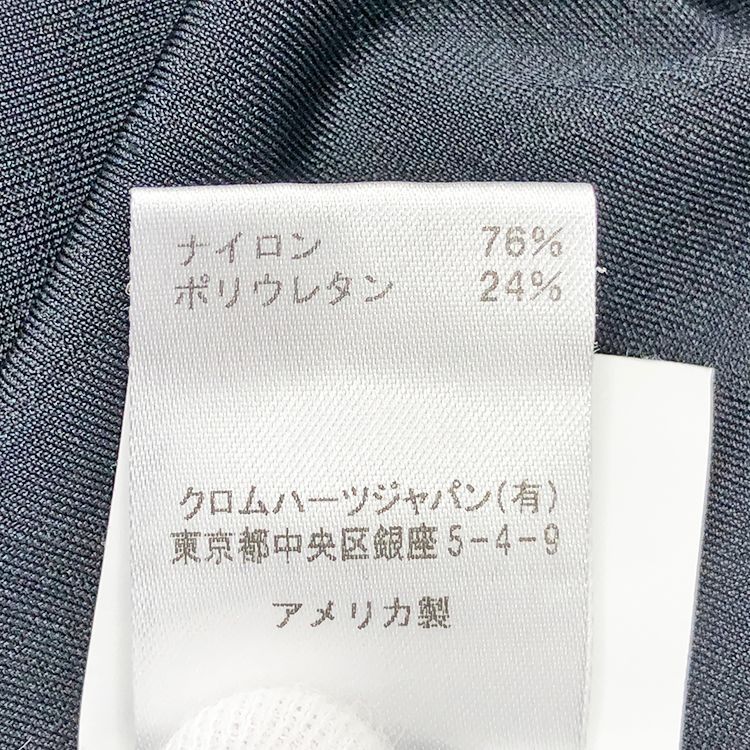 ナイロン 76%
ポリウレタン 24%
クロムハーツジャパン(有)
東京都中央区銀座5-4-9
アメリカ製